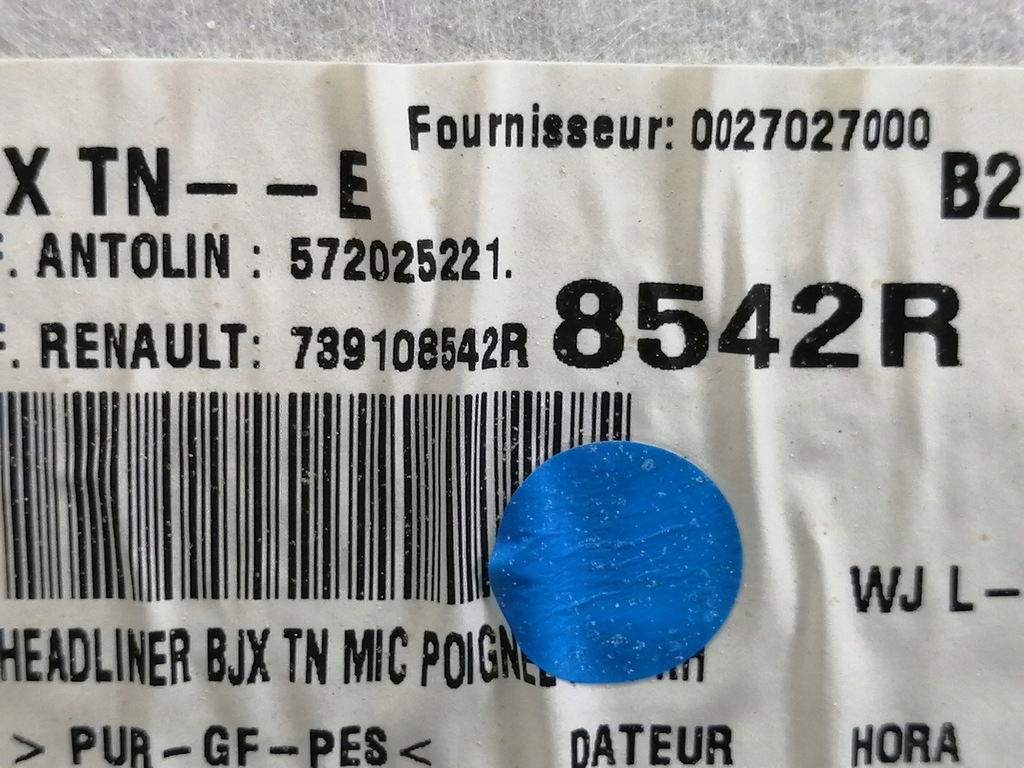 Fournisseur: 0027027000
X TN--E B2
F. ANTOLIN : 572025221.
F. RENAULT: 739108542R 8542R
WJ L-
HEADLINER BJX TN MIC
> PUR-GF-PES < DATEUR HORA